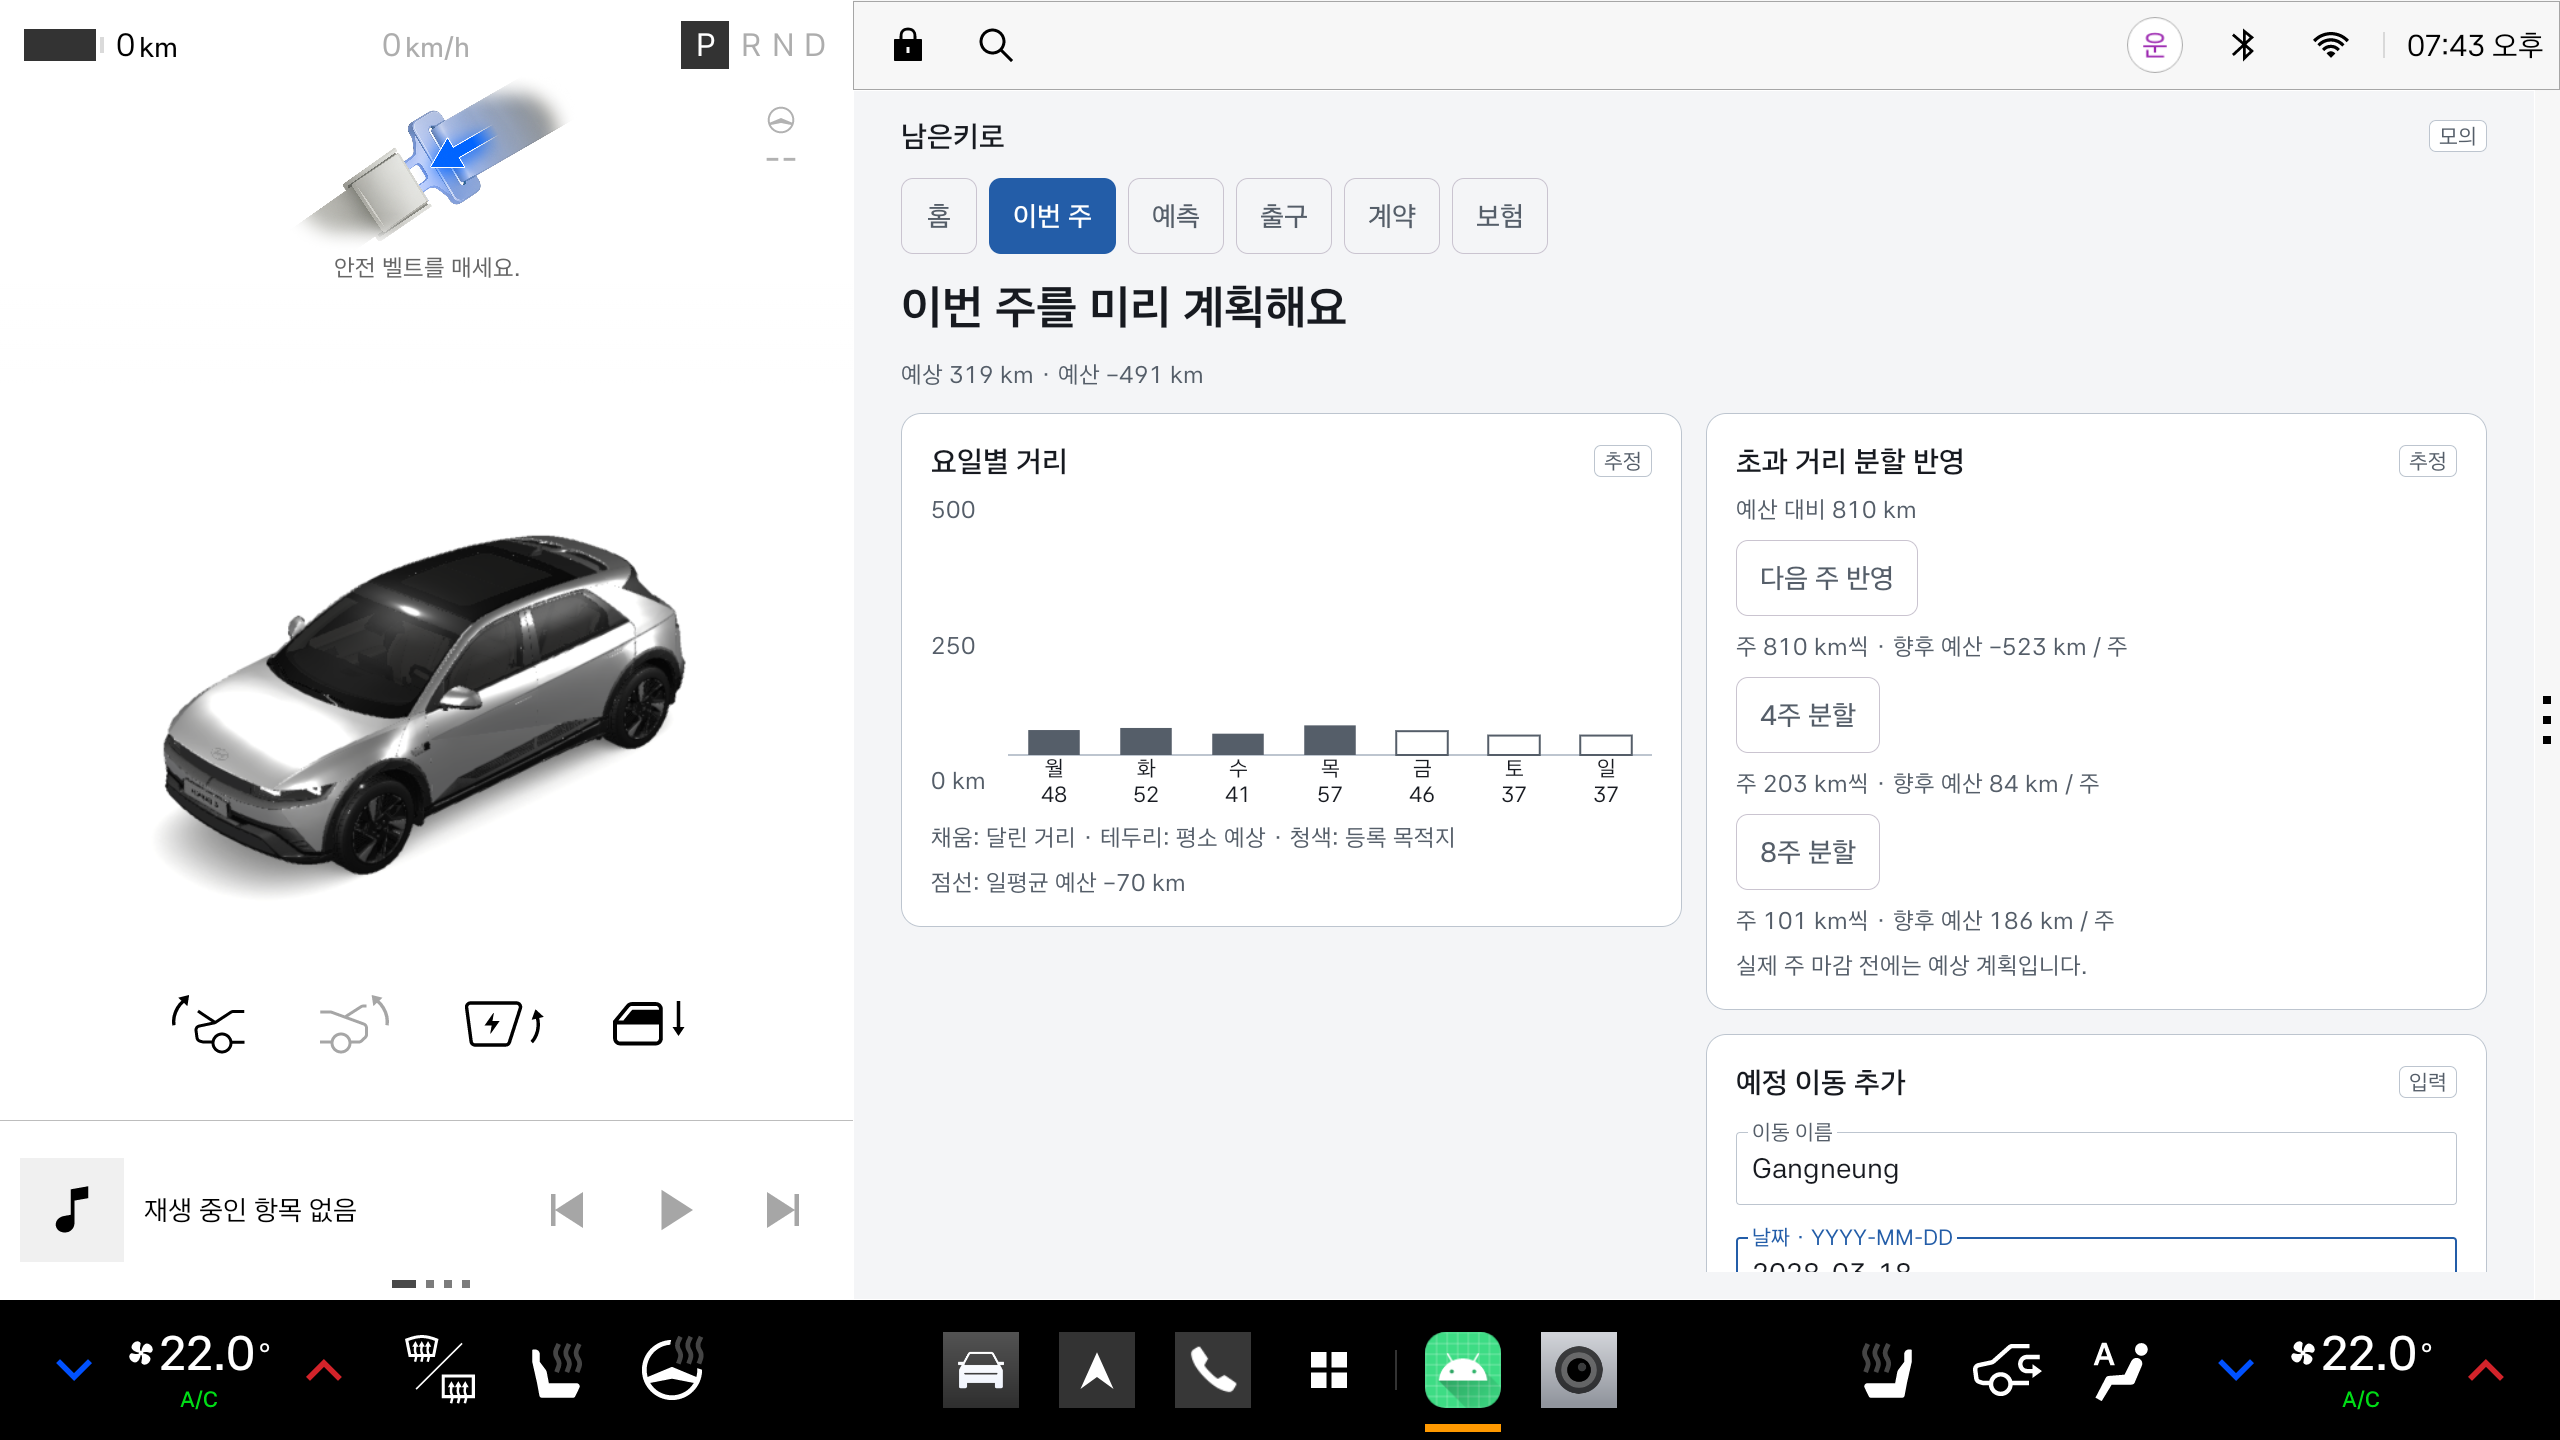 0 km
0 km/h
P R N D
운
07:43 오후
안전 벨트를 매세요.
남은키로
모의
홈
이번 주
예측
출구
계약
보험
이번 주를 미리 계획해요
예상 319 km · 예산 −491 km
요일별 거리
추정
500
250
0 km
월 화 수 목 금 토 일
48 52 41 57 46 37 37
채움: 달린 거리 · 테두리: 평소 예상 · 청색: 등록 목적지
점선: 일평균 예산 −70 km
초과 거리 분할 반영
추정
예산 대비 810 km
다음 주 반영
주 810 km씩 · 향후 예산 −523 km / 주
4주 분할
주 203 km씩 · 향후 예산 84 km / 주
8주 분할
주 101 km씩 · 향후 예산 186 km / 주
실제 주 마감 전에는 예상 계획입니다.
예정 이동 추가
입력
이동 이름
Gangneung
날짜 · YYYY-MM-DD
2028-03-18
재생 중인 항목 없음
22.0°
A/C
A
22.0°
A/C